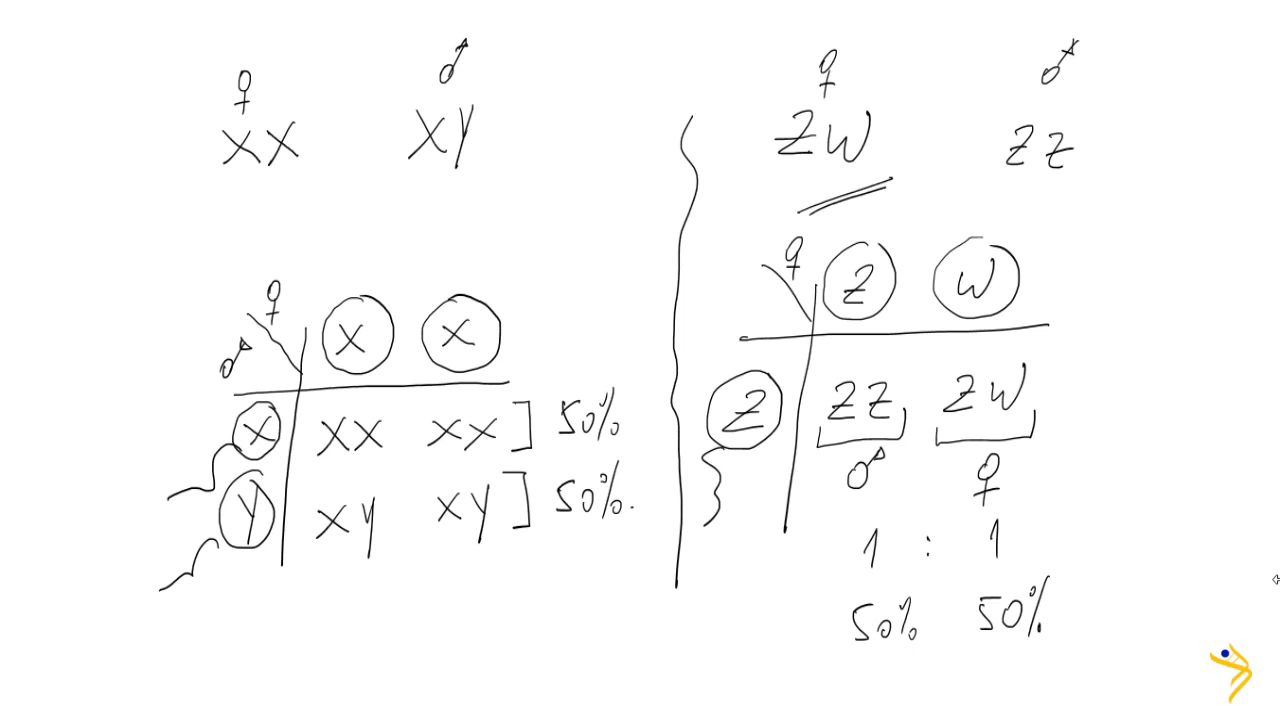 ♀ ♂
XX XY
♀ X X
♂
X XX XX ] 50%
Y XY XY ] 50%.
♀ ♂
ZW ZZ
♀ Z W
Z ZZ ZW
♂ ♀
1 : 1
50% 50%